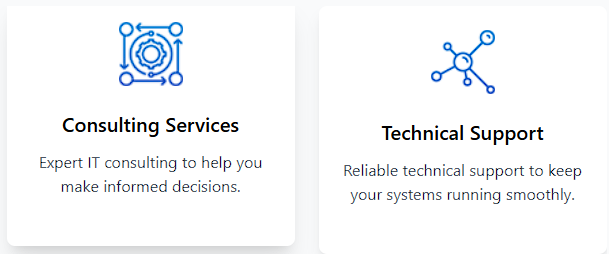 Consulting Services
Expert IT consulting to help you
make informed decisions.
Technical Support
Reliable technical support to keep
your systems running smoothly.